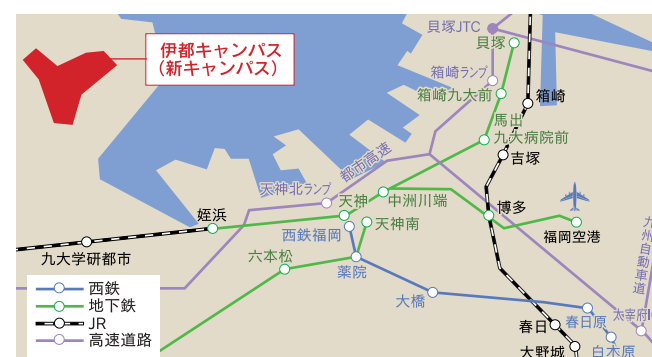 伊都キャンパス
(新キャンパス)
貝塚JTC
貝塚
箱崎ランプ
箱崎九大前
箱崎
馬出
九大病院前
吉塚
都市高速
天神北ランプ
天神
中洲川端
姪浜
西鉄福岡
天神南
博多
福岡空港
九大学研都市
六本松
薬院
大橋
九州自動車道
太宰府IC
春日
春日原
大野城
白木原
西鉄
地下鉄
JR
高速道路